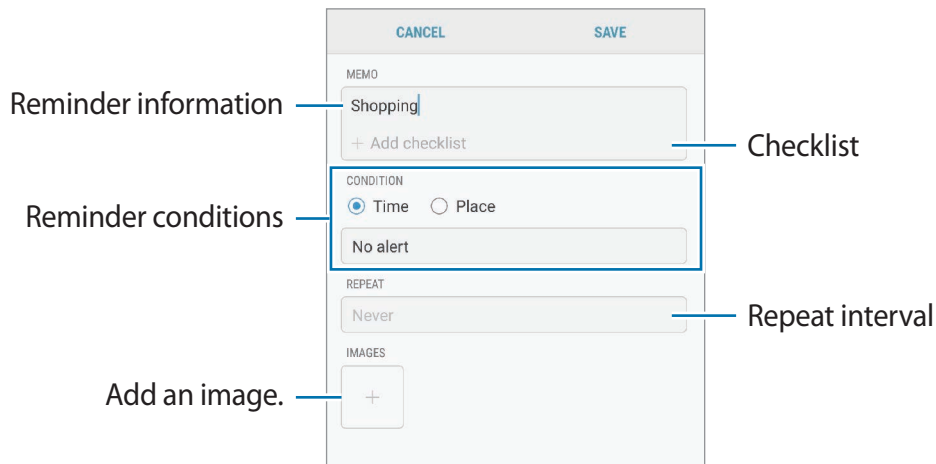 CANCEL SAVE
MEMO
Reminder information
Shopping
+ Add checklist
Checklist
CONDITION
Time Place
Reminder conditions
No alert
REPEAT
Never
Repeat interval
IMAGES
Add an image.
+